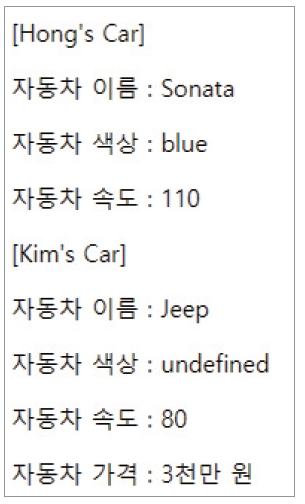 [Hong's Car]
자동차 이름 : Sonata
자동차 색상 : blue
자동차 속도 : 110
[Kim's Car]
자동차 이름 : Jeep
자동차 색상 : undefined
자동차 속도 : 80
자동차 가격 : 3천만 원